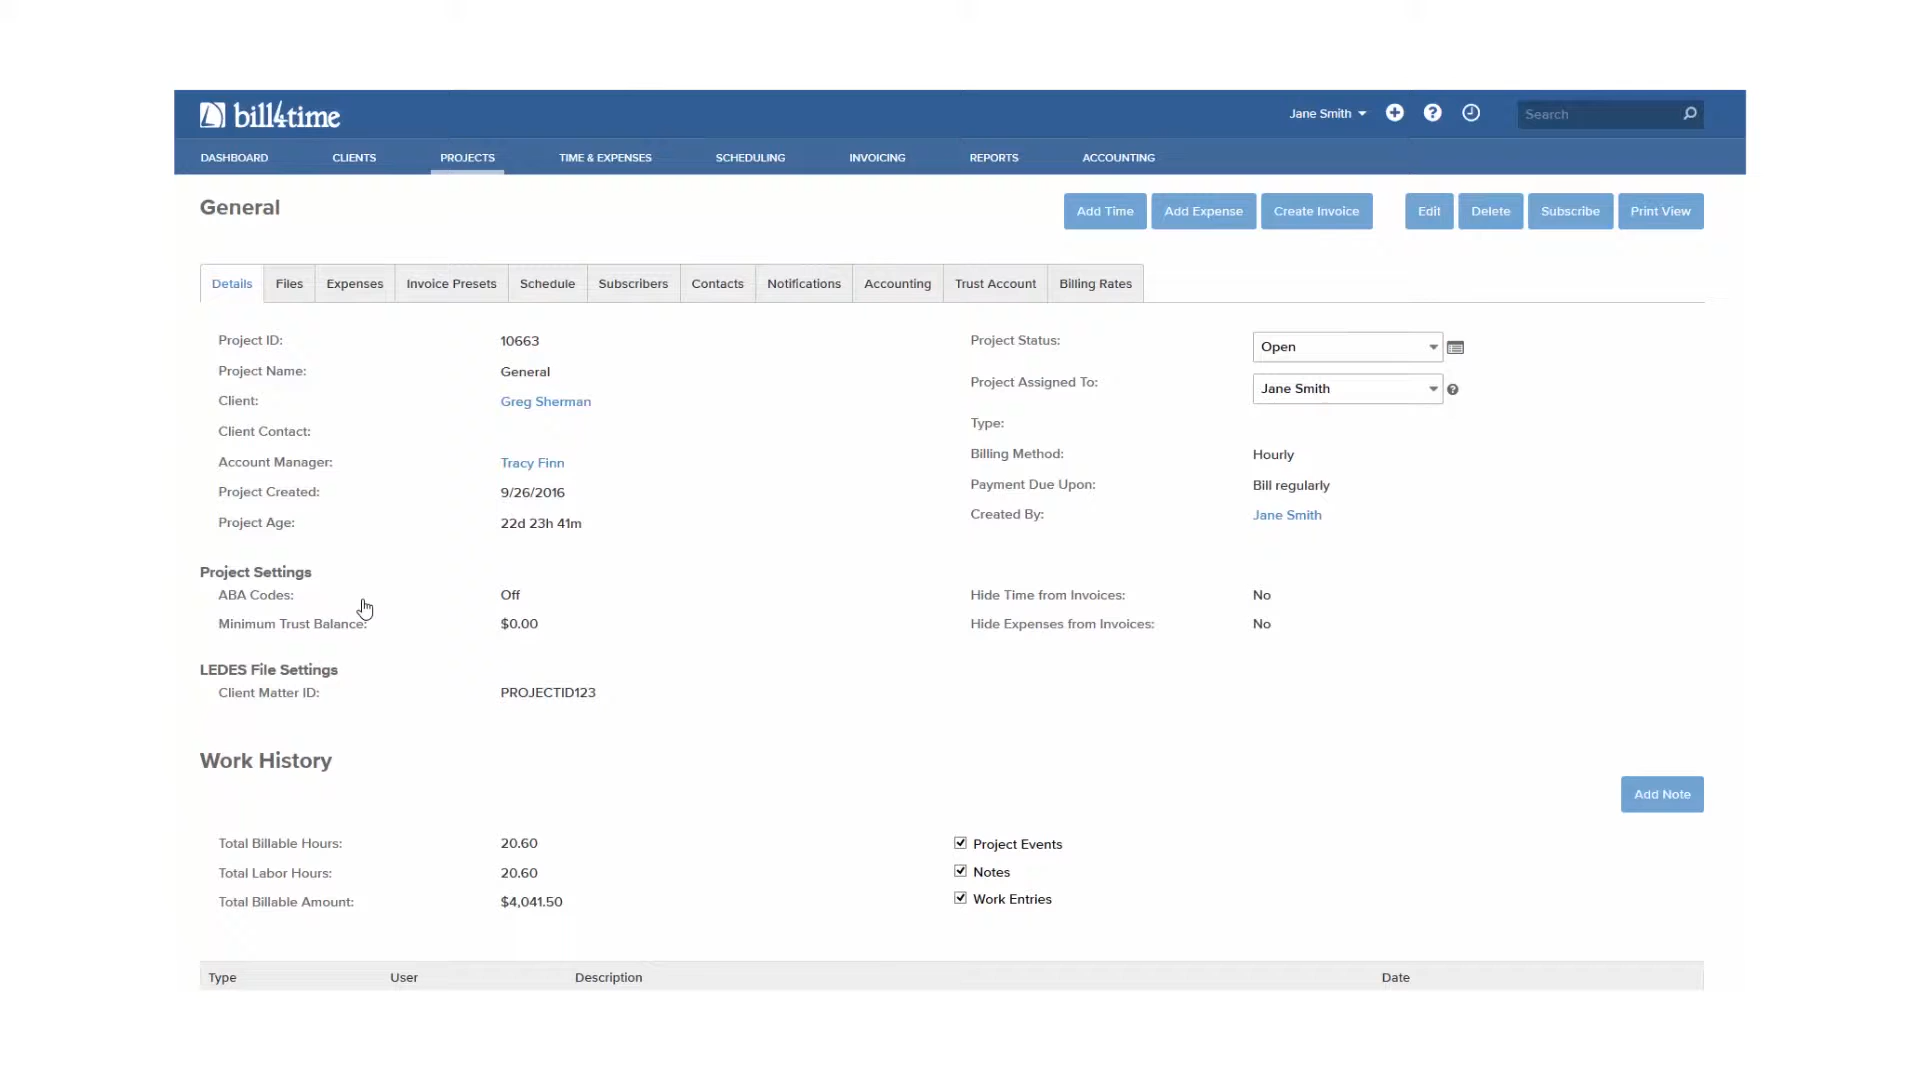 bill4time
Jane Smith
Search
DASHBOARD CLIENTS PROJECTS TIME & EXPENSES SCHEDULING INVOICING REPORTS ACCOUNTING
General
Add Time Add Expense Create Invoice Edit Delete Subscribe Print View
Details Files Expenses Invoice Presets Schedule Subscribers Contacts Notifications Accounting Trust Account Billing Rates
Project ID: 10663
Project Name: General
Client: Greg Sherman
Client Contact:
Account Manager: Tracy Finn
Project Created: 9/26/2016
Project Age: 22d 23h 41m
Project Status: Open
Project Assigned To: Jane Smith
Type:
Billing Method: Hourly
Payment Due Upon: Bill regularly
Created By: Jane Smith
Project Settings
ABA Codes: Off
Minimum Trust Balance: $0.00
Hide Time from Invoices: No
Hide Expenses from Invoices: No
LEDES File Settings
Client Matter ID: PROJECTID123
Work History
Add Note
Total Billable Hours: 20.60
Total Labor Hours: 20.60
Total Billable Amount: $4,041.50
Project Events
Notes
Work Entries
Type User Description Date